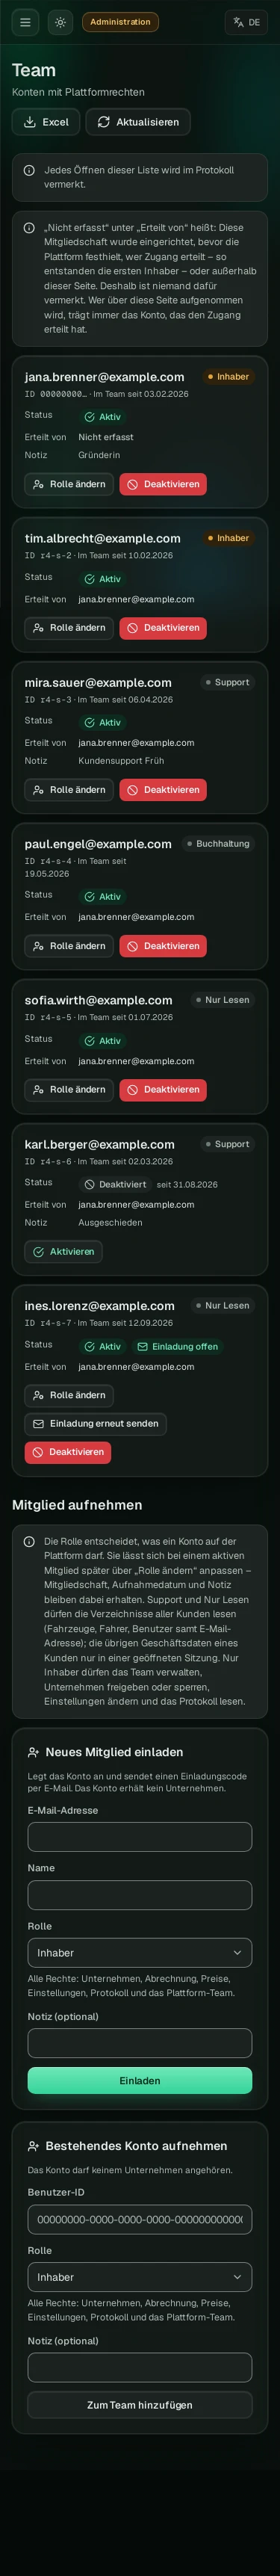 Administration
DE
Team
Konten mit Plattformrechten
Excel
Aktualisieren
Jedes Öffnen dieser Liste wird im Protokoll
vermerkt.
„Nicht erfasst“ unter „Erteilt von“ heißt: Diese
Mitgliedschaft wurde eingerichtet, bevor die
Plattform festhielt, wer Zugang erteilt – so
entstanden die ersten Inhaber – oder außerhalb
dieser Seite. Deshalb ist niemand dafür
vermerkt. Wer über diese Seite aufgenommen
wird, trägt immer das Konto, das den Zugang
erteilt hat.
jana.brenner@example.com
Inhaber
ID 00000000… · Im Team seit 03.02.2026
Status Aktiv
Erteilt von Nicht erfasst
Notiz Gründerin
Rolle ändern Deaktivieren
tim.albrecht@example.com
Inhaber
ID r4-s-2 · Im Team seit 10.02.2026
Status Aktiv
Erteilt von jana.brenner@example.com
Rolle ändern Deaktivieren
mira.sauer@example.com
Support
ID r4-s-3 · Im Team seit 06.04.2026
Status Aktiv
Erteilt von jana.brenner@example.com
Notiz Kundensupport Früh
Rolle ändern Deaktivieren
paul.engel@example.com
Buchhaltung
ID r4-s-4 · Im Team seit
19.05.2026
Status Aktiv
Erteilt von jana.brenner@example.com
Rolle ändern Deaktivieren
sofia.wirth@example.com
Nur Lesen
ID r4-s-5 · Im Team seit 01.07.2026
Status Aktiv
Erteilt von jana.brenner@example.com
Rolle ändern Deaktivieren
karl.berger@example.com
Support
ID r4-s-6 · Im Team seit 02.03.2026
Status Deaktiviert seit 31.08.2026
Erteilt von jana.brenner@example.com
Notiz Ausgeschieden
Aktivieren
ines.lorenz@example.com
Nur Lesen
ID r4-s-7 · Im Team seit 12.09.2026
Status Aktiv Einladung offen
Erteilt von jana.brenner@example.com
Rolle ändern
Einladung erneut senden
Deaktivieren
Mitglied aufnehmen
Die Rolle entscheidet, was ein Konto auf der
Plattform darf. Sie lässt sich bei einem aktiven
Mitglied später über „Rolle ändern“ anpassen –
Mitgliedschaft, Aufnahmedatum und Notiz
bleiben dabei erhalten. Support und Nur Lesen
dürfen die Verzeichnisse aller Kunden lesen
(Fahrzeuge, Fahrer, Benutzer samt E-Mail-
Adresse); die übrigen Geschäftsdaten eines
Kunden nur in einer geöffneten Sitzung. Nur
Inhaber dürfen das Team verwalten,
Unternehmen freigeben oder sperren,
Einstellungen ändern und das Protokoll lesen.
Neues Mitglied einladen
Legt das Konto an und sendet einen Einladungscode
per E-Mail. Das Konto erhält kein Unternehmen.
E-Mail-Adresse
Name
Rolle
Inhaber
Alle Rechte: Unternehmen, Abrechnung, Preise,
Einstellungen, Protokoll und das Plattform-Team.
Notiz (optional)
Einladen
Bestehendes Konto aufnehmen
Das Konto darf keinem Unternehmen angehören.
Benutzer-ID
00000000-0000-0000-0000-000000000000
Rolle
Inhaber
Alle Rechte: Unternehmen, Abrechnung, Preise,
Einstellungen, Protokoll und das Plattform-Team.
Notiz (optional)
Zum Team hinzufügen